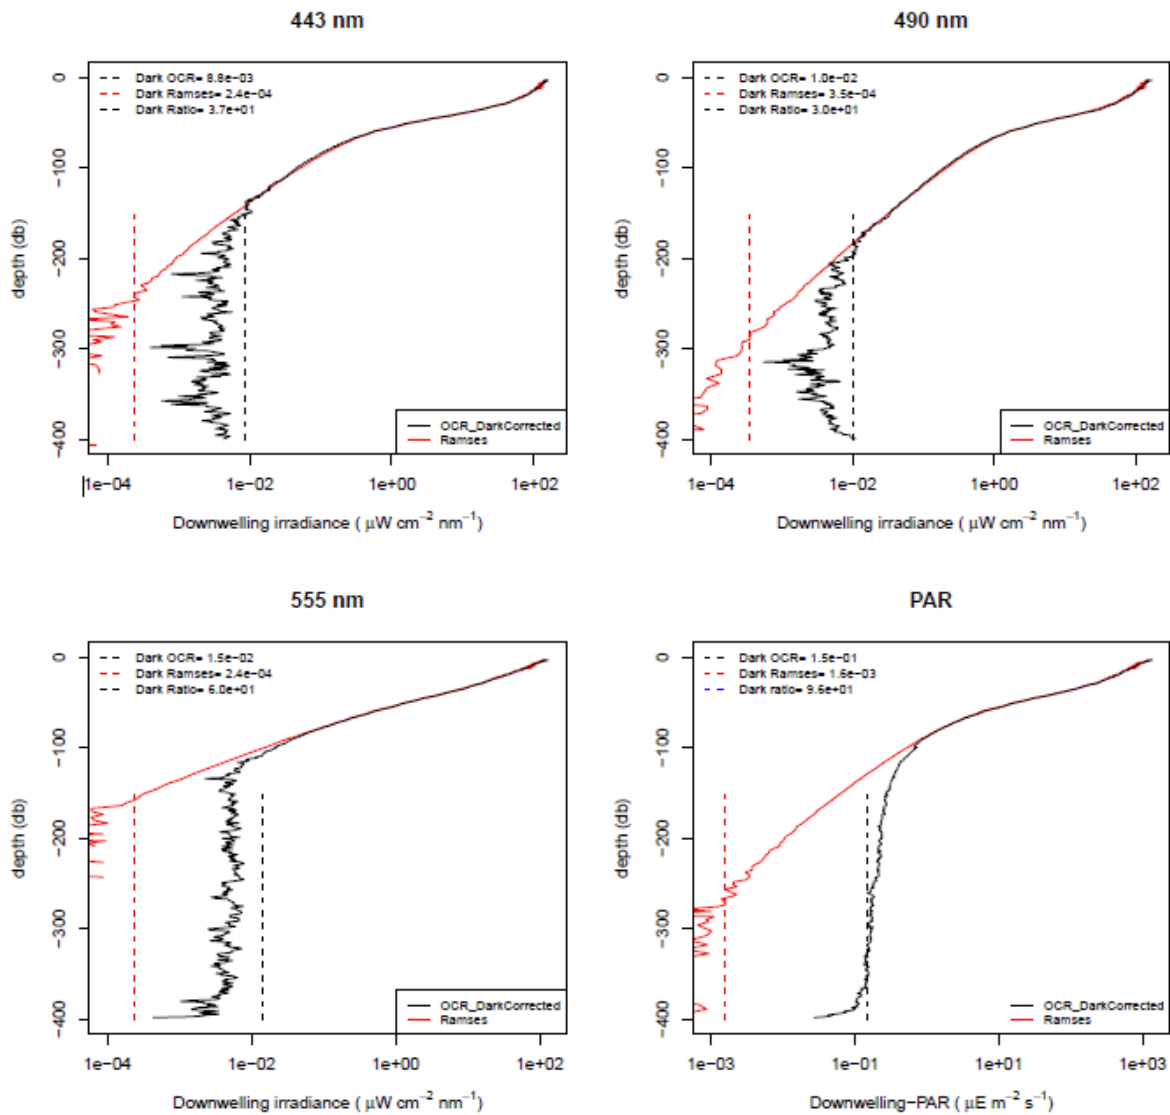 443 nm
Dark OCR= 8.8e−03
Dark Ramses= 2.4e−04
Dark Ratio= 3.7e+01
0
−100
−200
−300
−400
depth (db)
OCR_DarkCorrected
Ramses
1e−04
1e−02
1e+00
1e+02
Downwelling irradiance ( μW cm−2 nm−1)
490 nm
Dark OCR= 1.0e−02
Dark Ramses= 3.5e−04
Dark Ratio= 3.0e+01
0
−100
−200
−300
−400
depth (db)
OCR_DarkCorrected
Ramses
1e−04
1e−02
1e+00
1e+02
Downwelling irradiance ( μW cm−2 nm−1)
555 nm
Dark OCR= 1.5e−02
Dark Ramses= 2.4e−04
Dark Ratio= 6.0e+01
0
−100
−200
−300
−400
depth (db)
OCR_DarkCorrected
Ramses
1e−04
1e−02
1e+00
1e+02
Downwelling irradiance ( μW cm−2 nm−1)
PAR
Dark OCR= 1.5e−01
Dark Ramses= 1.6e−03
Dark ratio= 9.6e+01
0
−100
−200
−300
−400
depth (db)
OCR_DarkCorrected
Ramses
1e−03
1e−01
1e+01
1e+03
Downwelling−PAR ( μE m−2 s−1)